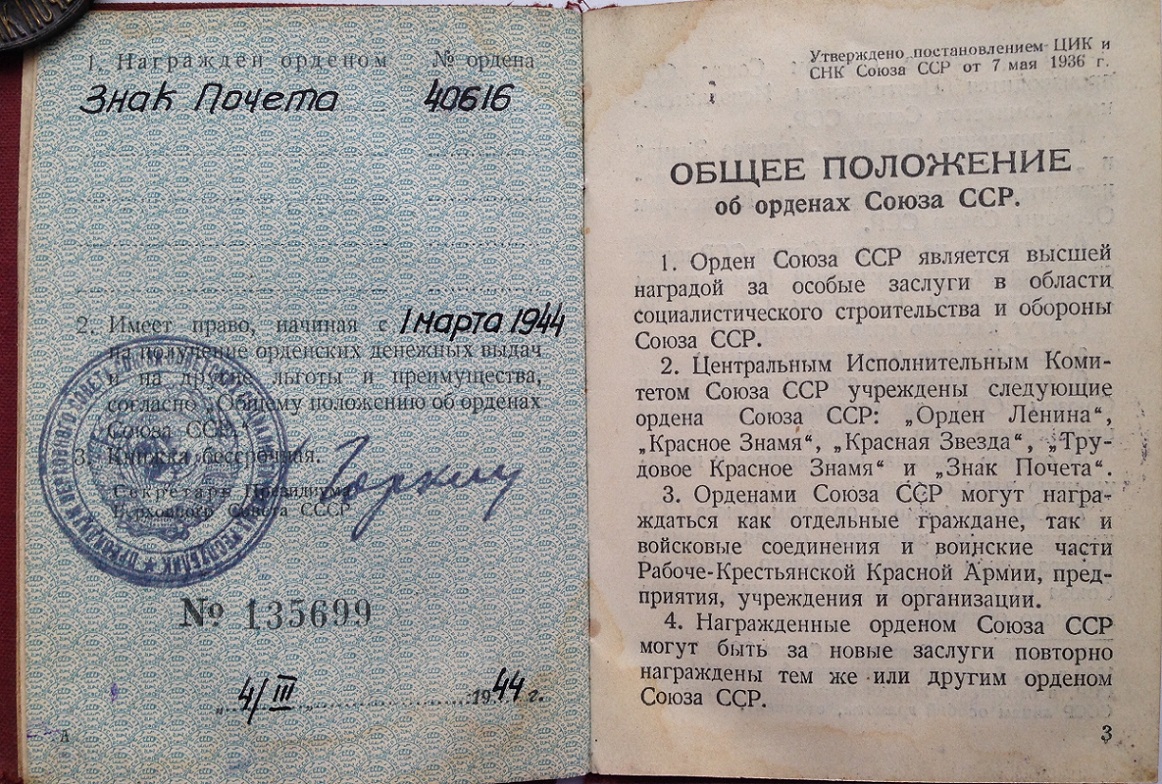 1. Награжден орденом № ордена
Знак Почета 40616
2. Имеет право, начиная с 1 марта 1944
на получение орденских денежных выдач
и на другие льготы и преимущества,
согласно „Общему положению об орденах
Союза ССР.“
3. Книжка бессрочная.
Секретарь Президиума
Верховного Совета СССР
Горкин
№ 135699
„4/III 1944 г.
А
Утверждено постановлением ЦИК и
СНК Союза ССР от 7 мая 1936 г.
ОБЩЕЕ ПОЛОЖЕНИЕ
об орденах Союза ССР.
1. Орден Союза ССР является высшей
наградой за особые заслуги в области
социалистического строительства и обороны
Союза ССР.
2. Центральным Исполнительным Коми-
тетом Союза ССР учреждены следующие
ордена Союза ССР: „Орден Ленина“,
„Красное Знамя“, „Красная Звезда“, „Тру-
довое Красное Знамя“ и „Знак Почета“.
3. Орденами Союза ССР могут награ-
ждаться как отдельные граждане, так и
войсковые соединения и воинские части
Рабоче-Крестьянской Красной Армии, пред-
приятия, учреждения и организации.
4. Награжденные орденом Союза ССР
могут быть за новые заслуги повторно
награждены тем же или другим орденом
Союза ССР.
3